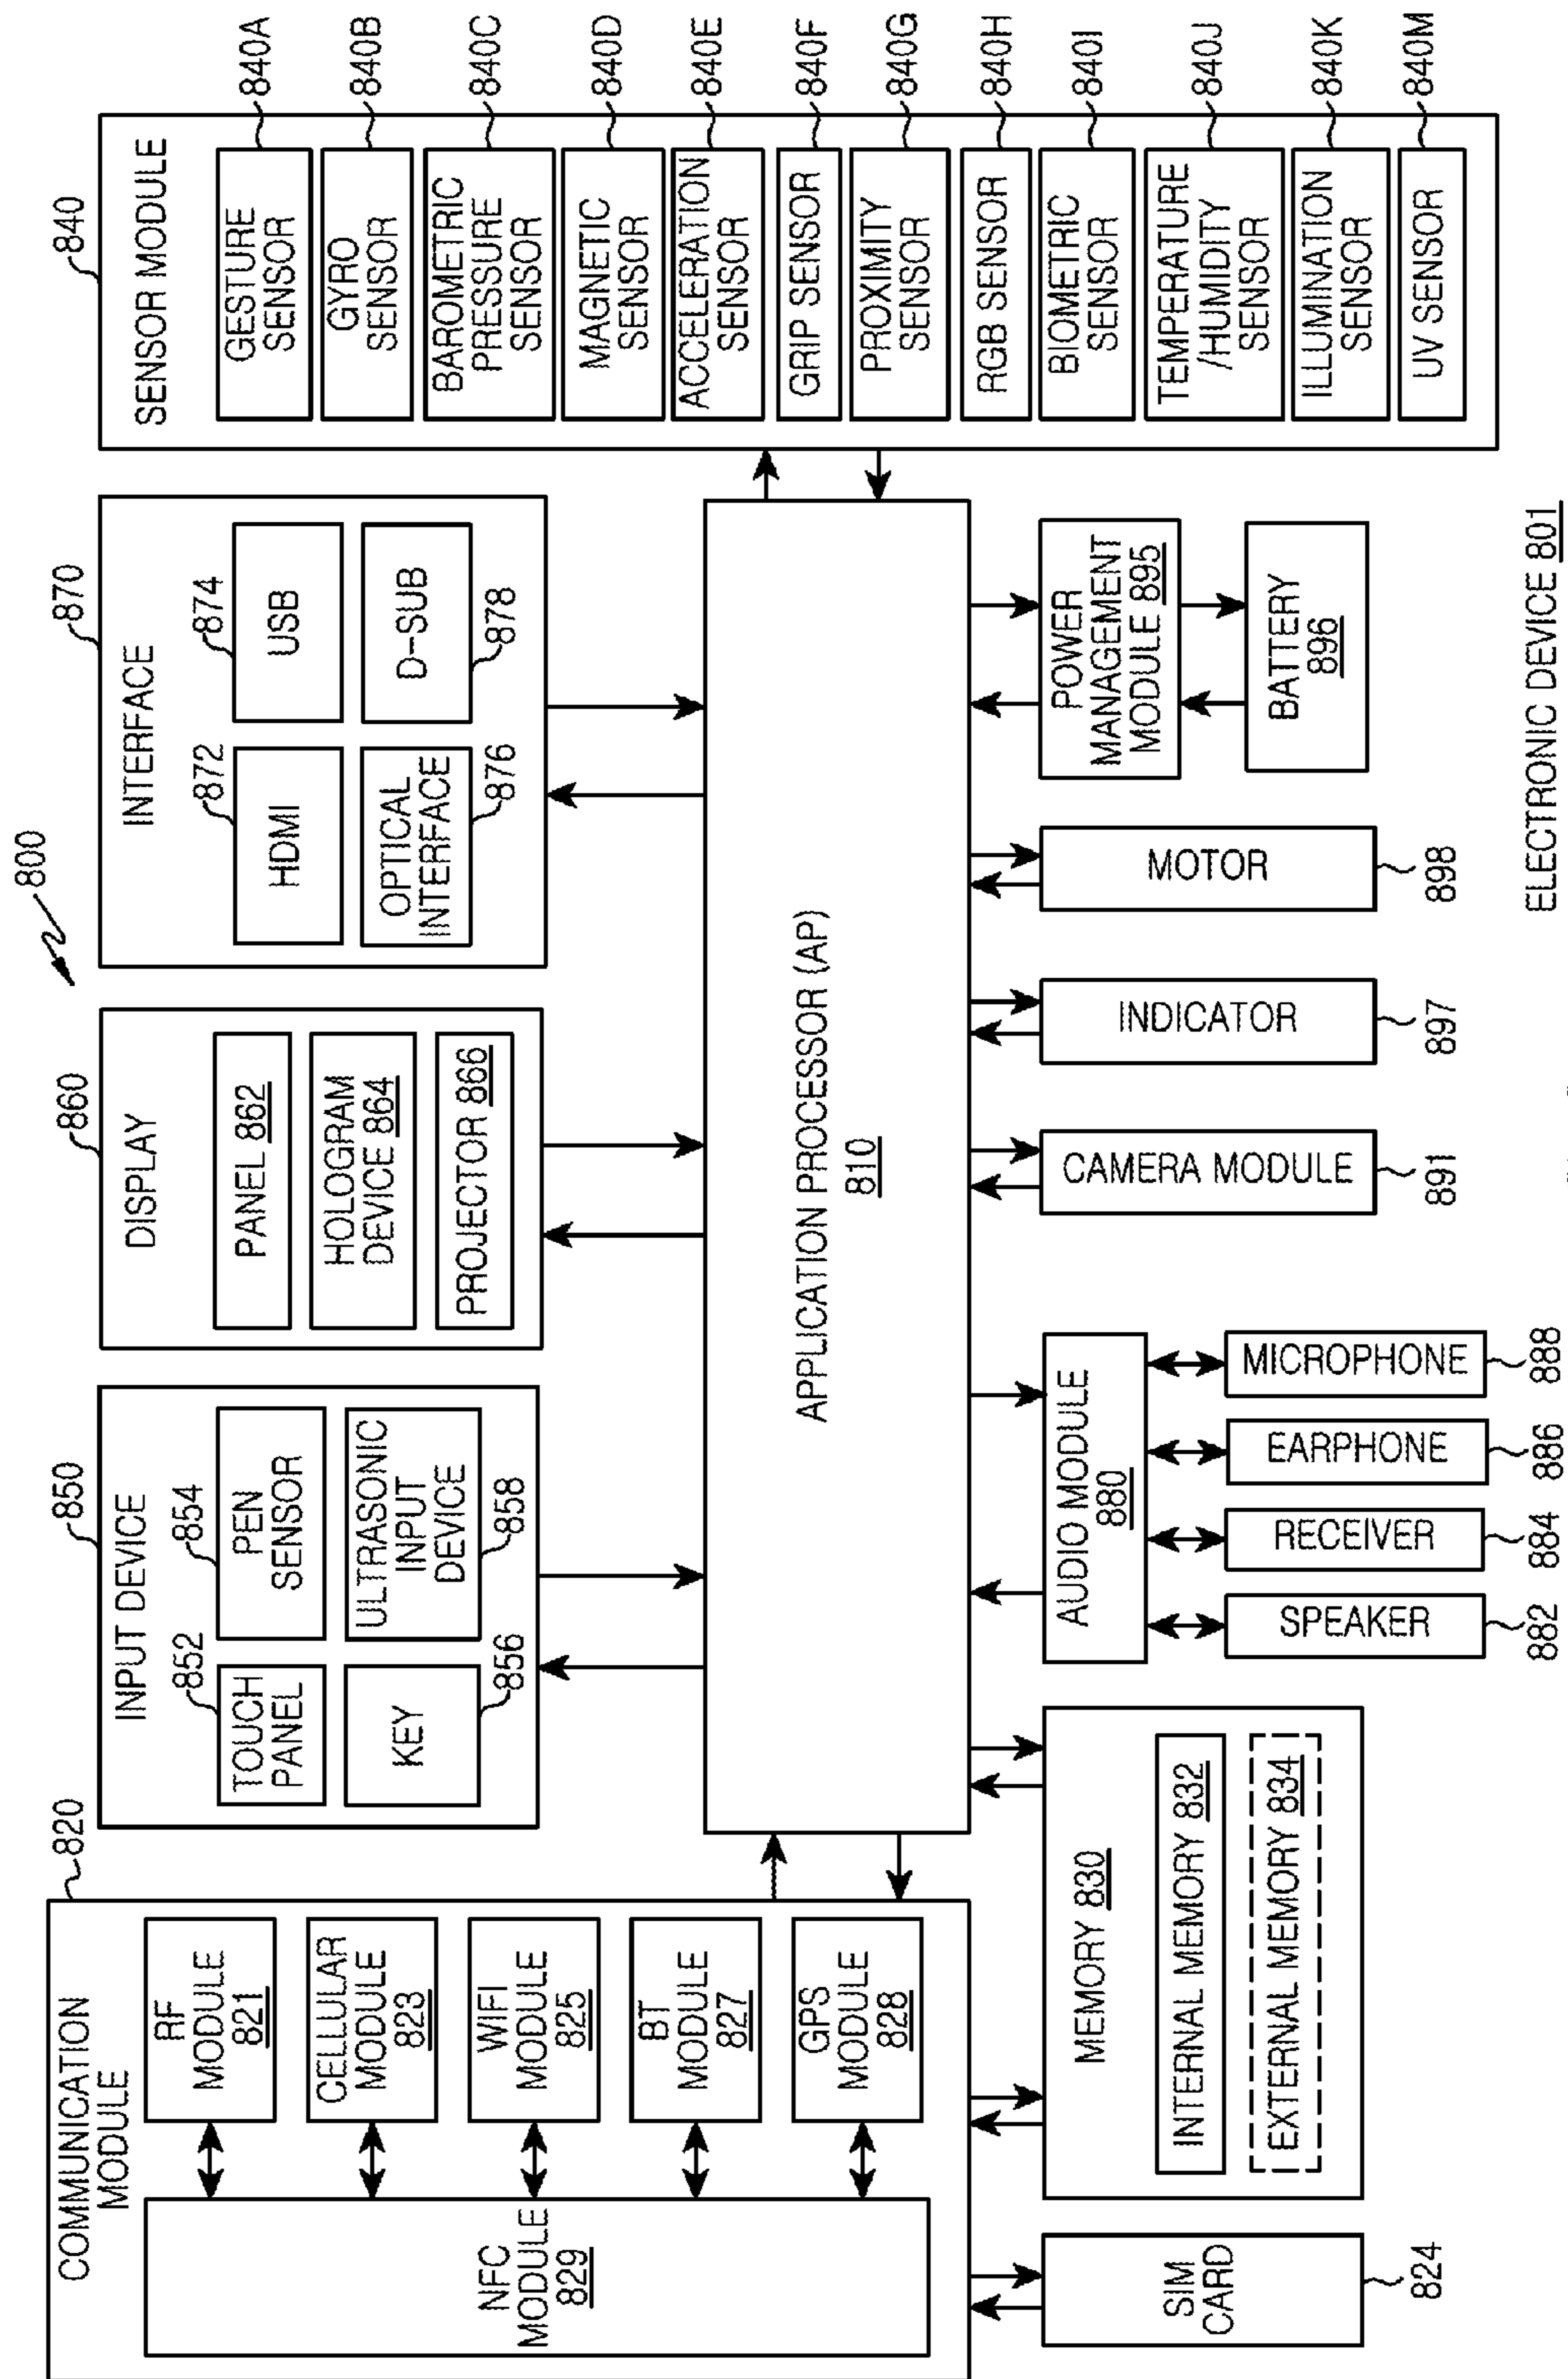 800
820
COMMUNICATION
MODULE
NFC
MODULE
829
RF
MODULE
821
CELLULAR
MODULE
823
WIFI
MODULE
825
BT
MODULE
827
GPS
MODULE
828
850
INPUT DEVICE
852
TOUCH
PANEL
854
PEN
SENSOR
KEY
856
ULTRASONIC
INPUT
DEVICE
858
860
DISPLAY
PANEL 862
HOLOGRAM
DEVICE 864
PROJECTOR 866
870
INTERFACE
872
HDMI
874
USB
OPTICAL
INTERFACE
876
D-SUB
878
840
SENSOR MODULE
GESTURE
SENSOR
840A
GYRO
SENSOR
840B
BAROMETRIC
PRESSURE
SENSOR
840C
MAGNETIC
SENSOR
840D
ACCELERATION
SENSOR
840E
GRIP SENSOR
840F
PROXIMITY
SENSOR
840G
RGB SENSOR
840H
BIOMETRIC
SENSOR
840I
TEMPERATURE
/HUMIDITY
SENSOR
840J
ILLUMINATION
SENSOR
840K
UV SENSOR
840M
APPLICATION PROCESSOR (AP)
810
SIM
CARD
824
MEMORY 830
INTERNAL MEMORY 832
EXTERNAL MEMORY 834
AUDIO MODULE
880
SPEAKER
882
RECEIVER
884
EARPHONE
886
MICROPHONE
888
CAMERA MODULE
891
INDICATOR
897
MOTOR
898
POWER
MANAGEMENT
MODULE 895
BATTERY
896
ELECTRONIC DEVICE 801